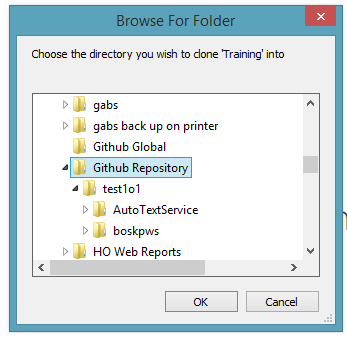 Browse For Folder
Choose the directory you wish to clone 'Training' into
gabs
gabs back up on printer
Github Global
Github Repository
test1o1
AutoTextService
boskpws
HO Web Reports
OK
Cancel